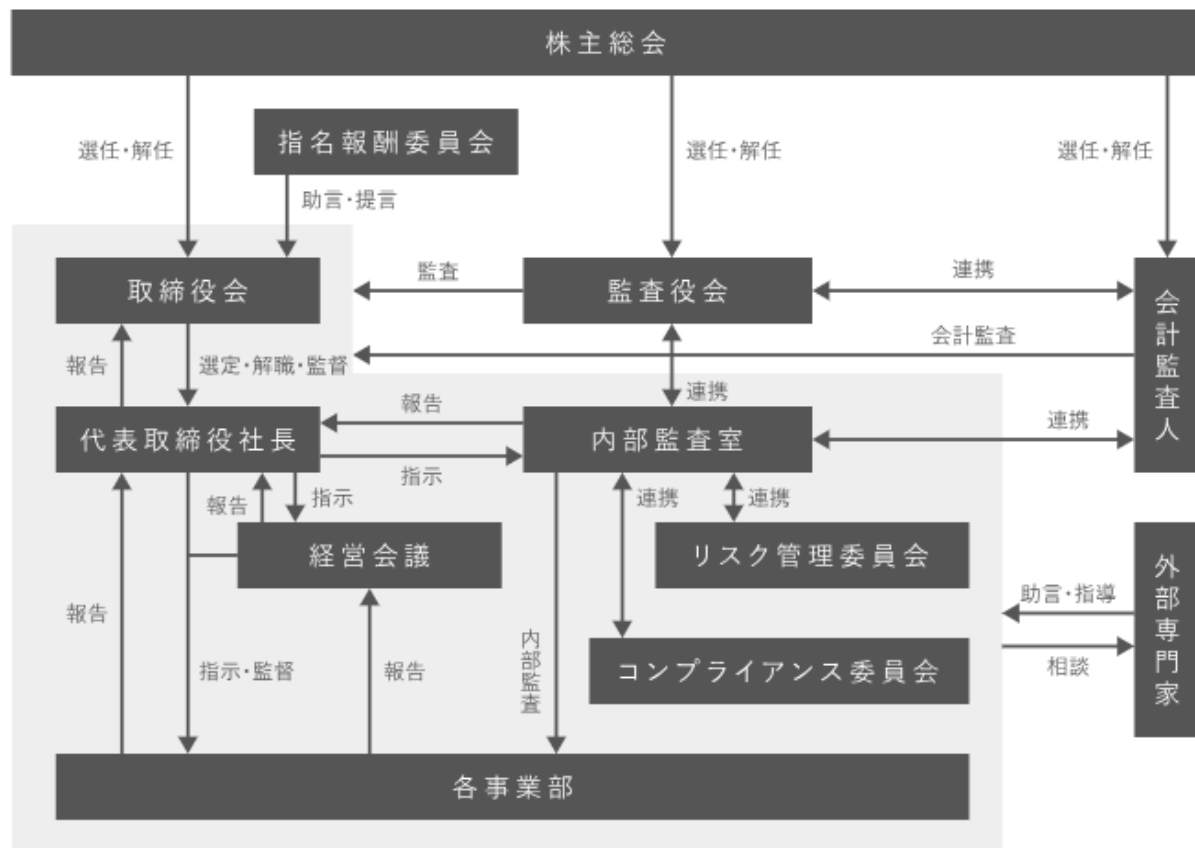 株主総会
指名報酬委員会
選任・解任
選任・解任
選任・解任
助言・提言
取締役会
監査
監査役会
連携
会計監査人
会計監査
報告
選定・解職・監督
連携
代表取締役社長
報告
内部監査室
連携
指示
報告
指示
連携
連携
経営会議
リスク管理委員会
外部専門家
助言・指導
報告
指示・監督
報告
内部監査
コンプライアンス委員会
相談
各事業部